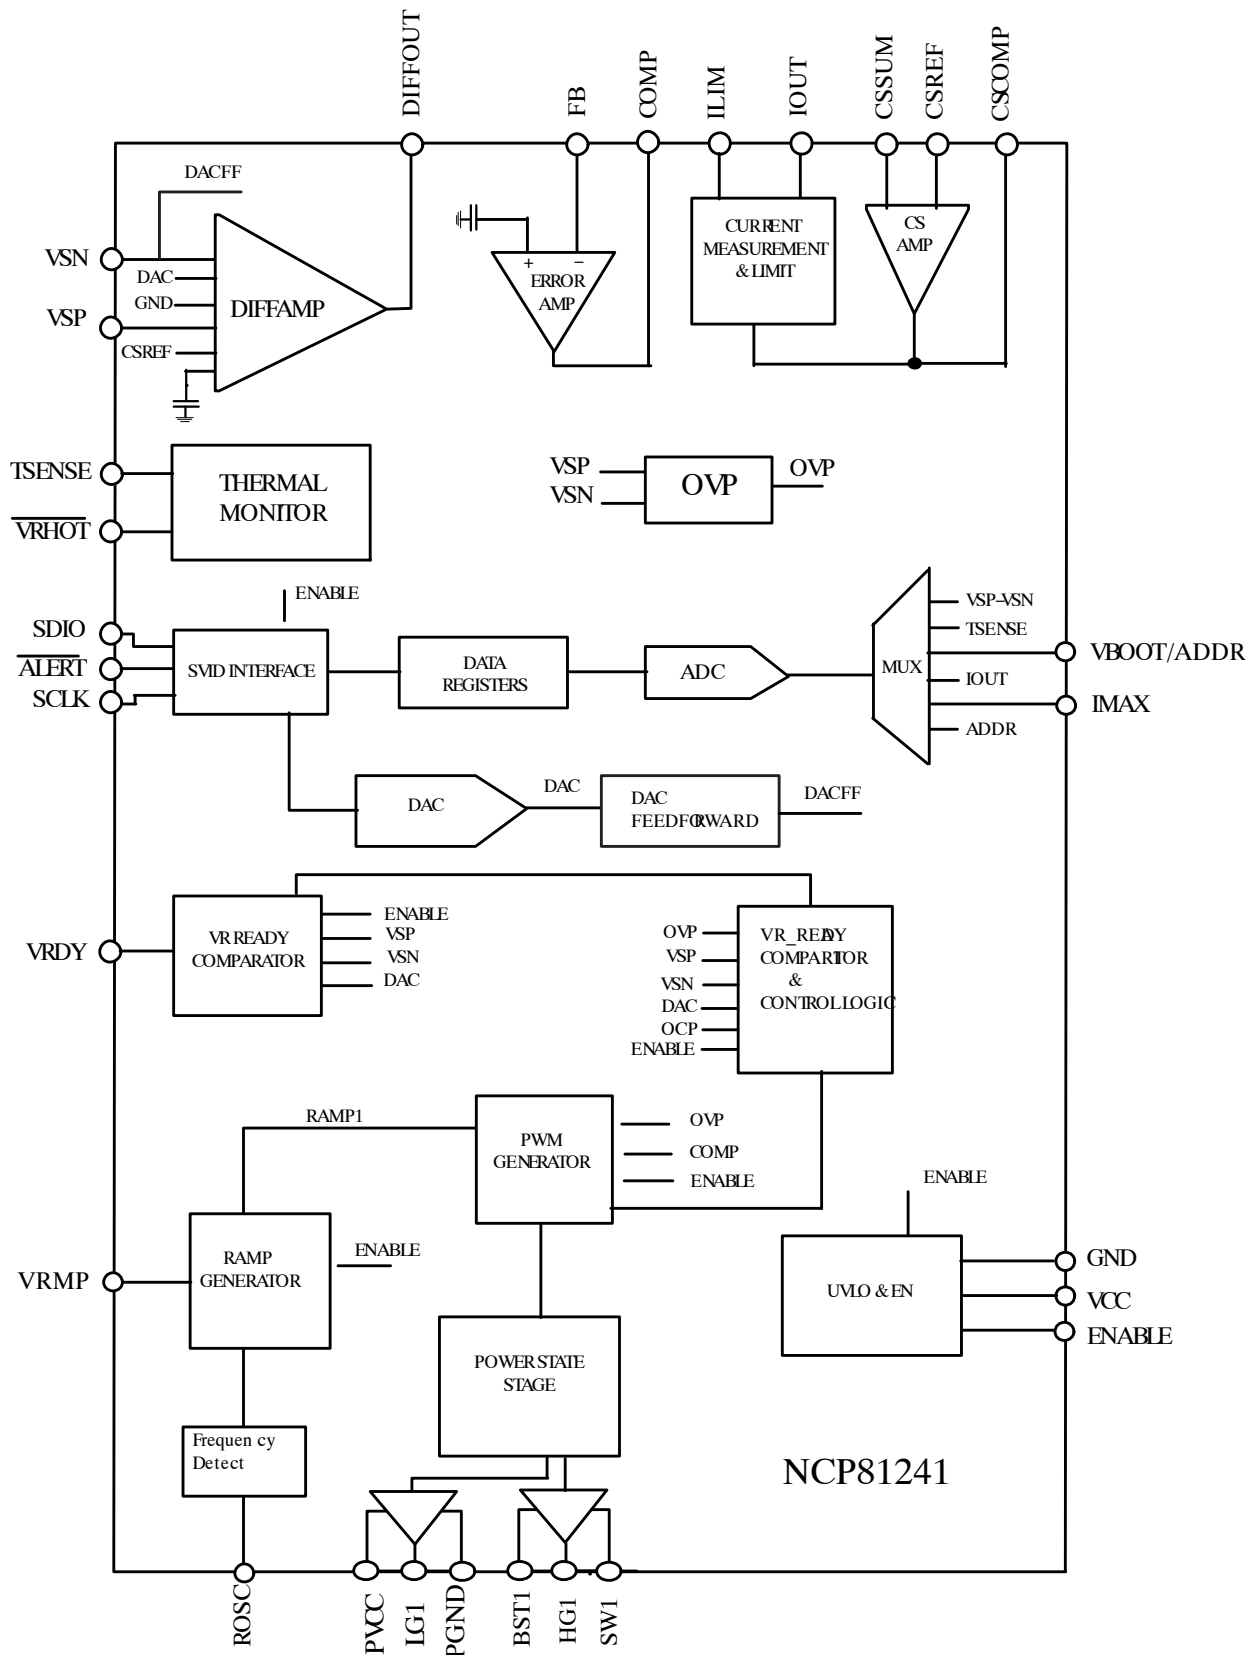 DIFFOUT
FB
COMP
ILIM
IOUT
CSSUM
CSREF
CSCOMP
DACFF
VSN
DAC
GND
VSP
CSREF
DIFFAMP
+ −
ERROR
AMP
CURRENT
MEASUREMENT
& LIMIT
CS
AMP
TSENSE
VRHOT
THERMAL
MONITOR
VSP
VSN
OVP
OVP
ENABLE
SDIO
ALERT
SCLK
SVID INTERFACE
DATA
REGISTERS
ADC
MUX
VSP–VSN
TSENSE
IOUT
ADDR
VBOOT/ADDR
IMAX
DAC
DAC
DAC
FEEDFORWARD
DACFF
VRDY
VR READY
COMPARATOR
ENABLE
VSP
VSN
DAC
OVP
VSP
VSN
DAC
OCP
ENABLE
VR_READY
COMPARTOR
&
CONTROL LOGIC
RAMP1
PWM
GENERATOR
OVP
COMP
ENABLE
VRMP
RAMP
GENERATOR
ENABLE
ENABLE
UVLO & EN
GND
VCC
ENABLE
POWER STATE
STAGE
Frequen cy
Detect
NCP81241
ROSC
PVCC
LG1
PGND
BST1
HG1
SW1